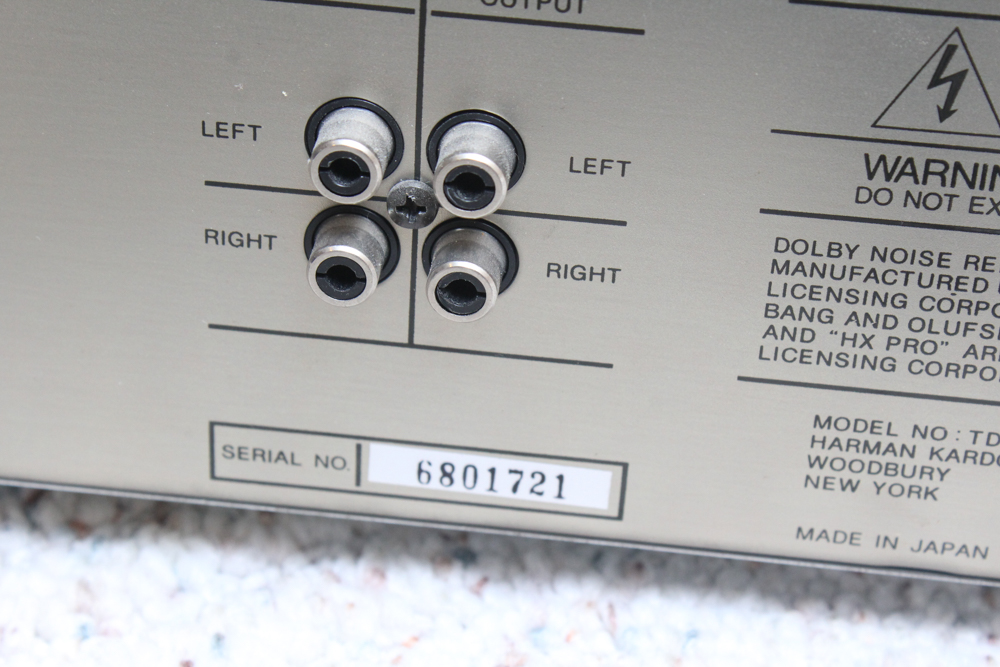 OUTPUT
LEFT
LEFT
RIGHT
RIGHT
SERIAL NO. 6801721
WARNIN
DO NOT EX
DOLBY NOISE RE
MANUFACTURED
LICENSING CORPO
BANG AND OLUFS
AND "HX PRO" AR
LICENSING CORPO
MODEL NO : TD
HARMAN KARDO
WOODBURY
NEW YORK
MADE IN JAPAN